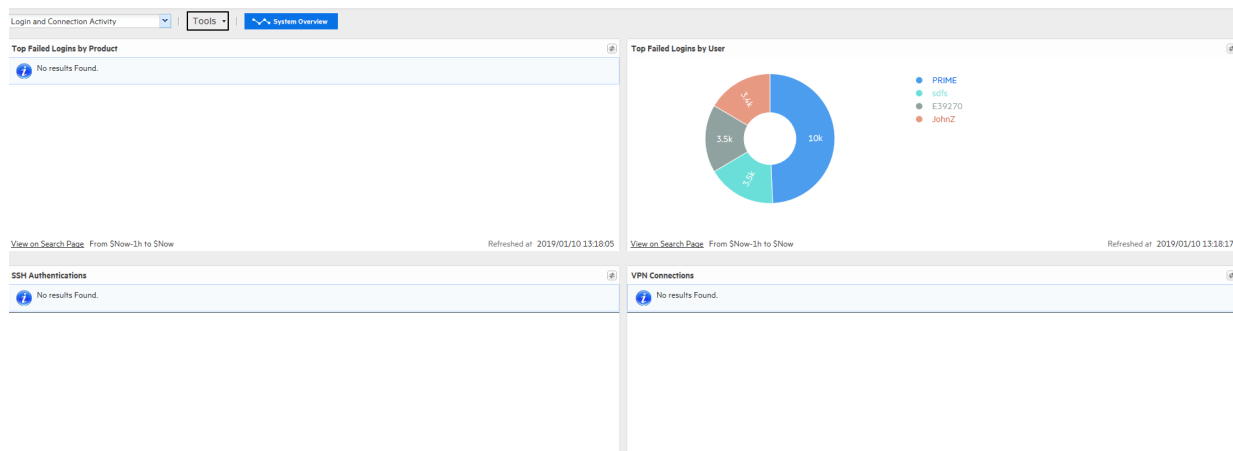 Login and Connection Activity
Tools
System Overview
Top Failed Logins by Product
No results Found.
View on Search Page From $Now-1h to $Now
Refreshed at 2019/01/10 13:18:05
Top Failed Logins by User
10k
3.5k
3.5k
3.4k
PRIME
sdfs
E39270
JohnZ
View on Search Page From $Now-1h to $Now
Refreshed at 2019/01/10 13:18:17
SSH Authentications
No results Found.
VPN Connections
No results Found.